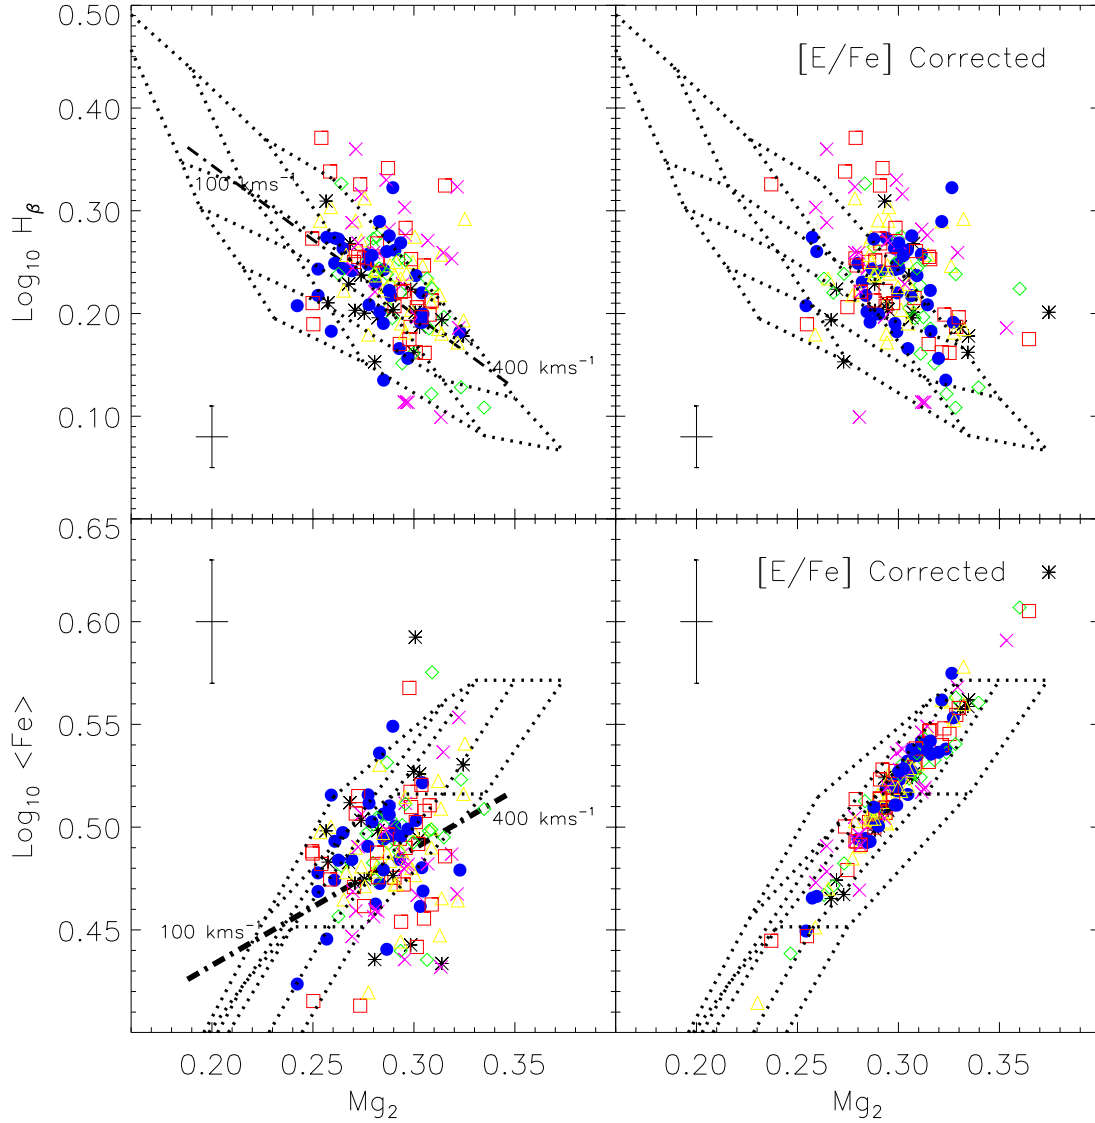 0.50
0.40
0.30
0.20
0.10
Log₁₀ Hβ
100 kms⁻¹
400 kms⁻¹
[E/Fe] Corrected
0.65
0.60
0.55
0.50
0.45
Log₁₀ <Fe>
100 kms⁻¹
400 kms⁻¹
[E/Fe] Corrected
0.20 0.25 0.30 0.35
0.20 0.25 0.30 0.35
Mg₂
Mg₂